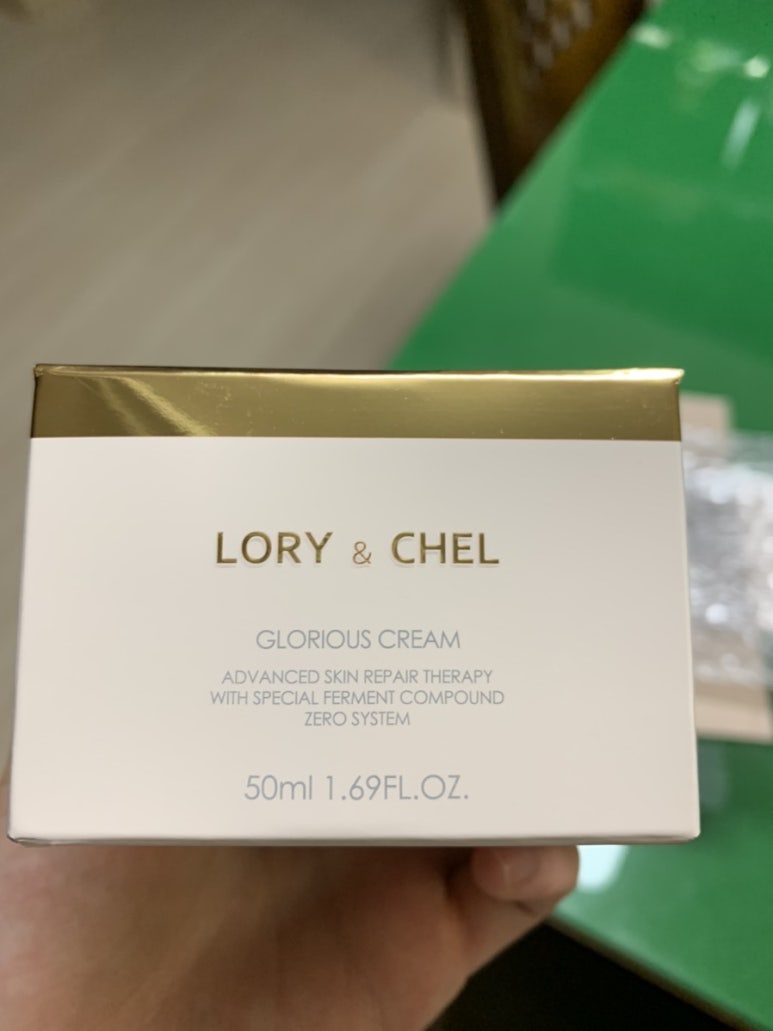 LORY & CHEL
GLORIOUS CREAM
ADVANCED SKIN REPAIR THERAPY
WITH SPECIAL FERMENT COMPOUND
ZERO SYSTEM
50ml 1.69FL.OZ.